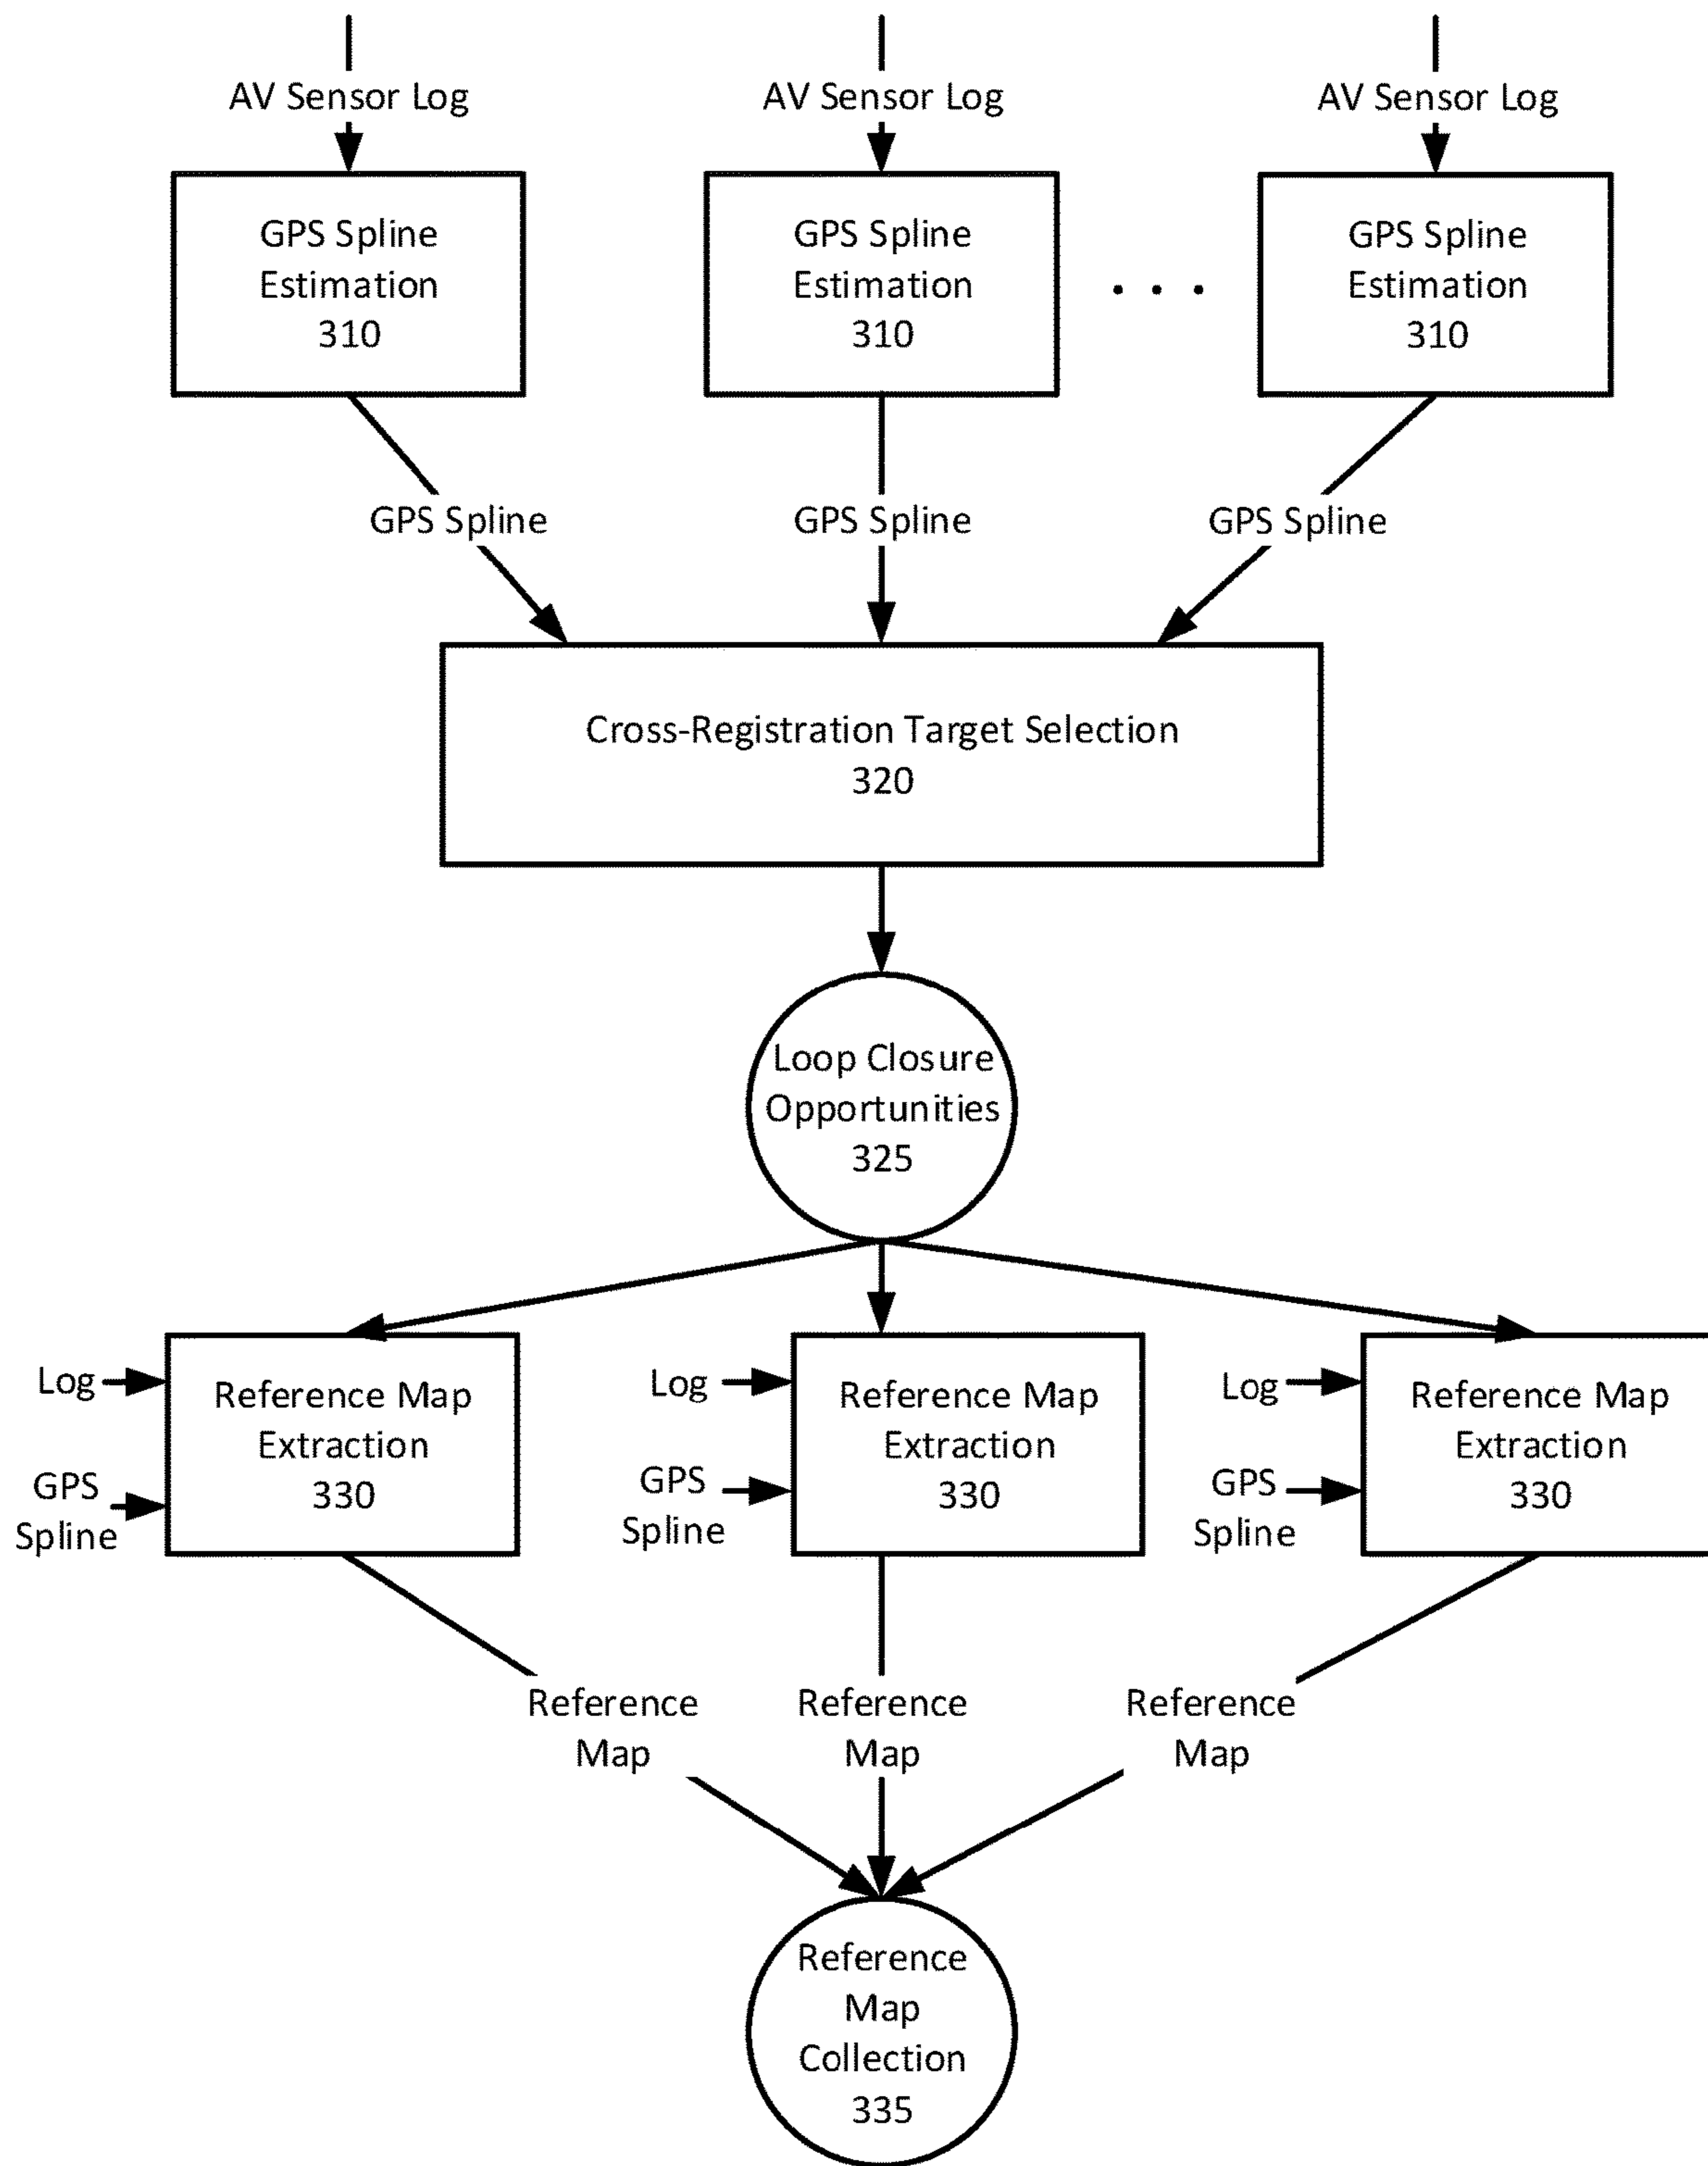 AV Sensor Log
AV Sensor Log
AV Sensor Log
GPS Spline
Estimation
310
GPS Spline
Estimation
310
. . .
GPS Spline
Estimation
310
GPS Spline
GPS Spline
GPS Spline
Cross-Registration Target Selection
320
Loop Closure
Opportunities
325
Log
GPS
Spline
Reference Map
Extraction
330
Log
GPS
Spline
Reference Map
Extraction
330
Log
GPS
Spline
Reference Map
Extraction
330
Reference
Map
Reference
Map
Reference
Map
Reference
Map
Collection
335